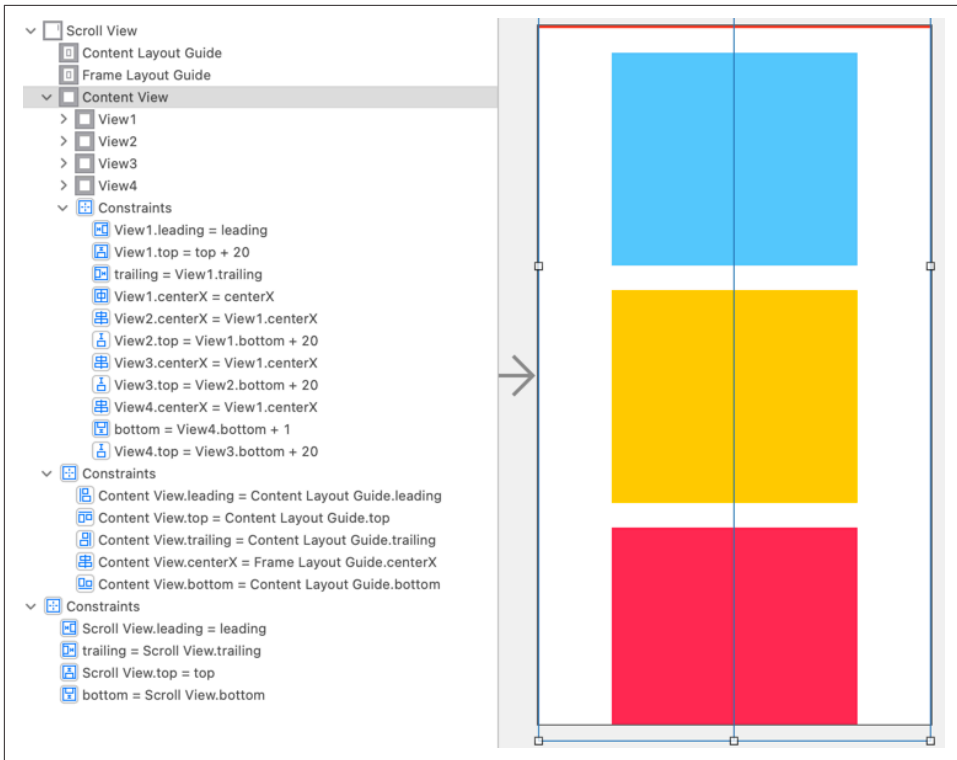 Scroll View
Content Layout Guide
Frame Layout Guide
Content View
View1
View2
View3
View4
Constraints
View1.leading = leading
View1.top = top + 20
trailing = View1.trailing
View1.centerX = centerX
View2.centerX = View1.centerX
View2.top = View1.bottom + 20
View3.centerX = View1.centerX
View3.top = View2.bottom + 20
View4.centerX = View1.centerX
bottom = View4.bottom + 1
View4.top = View3.bottom + 20
Constraints
Content View.leading = Content Layout Guide.leading
Content View.top = Content Layout Guide.top
Content View.trailing = Content Layout Guide.trailing
Content View.centerX = Frame Layout Guide.centerX
Content View.bottom = Content Layout Guide.bottom
Constraints
Scroll View.leading = leading
trailing = Scroll View.trailing
Scroll View.top = top
bottom = Scroll View.bottom